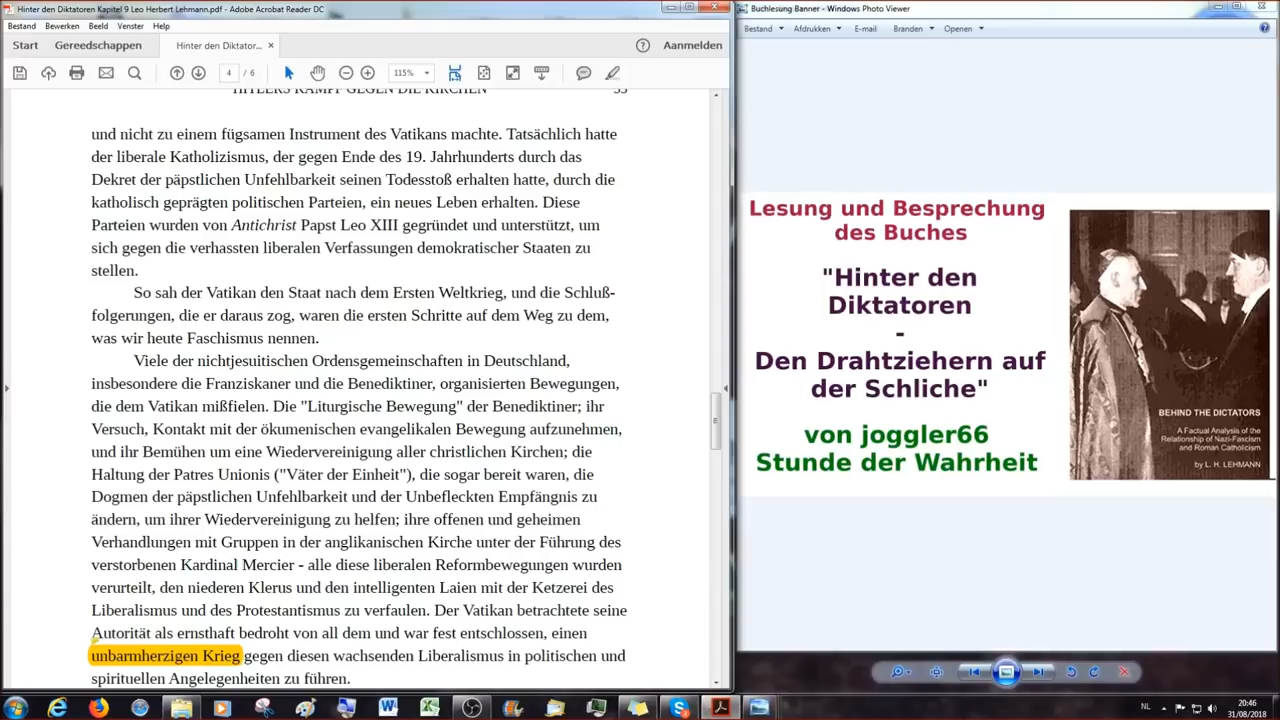 Hinter den Diktatoren Kapitel 9 Leo Herbert Lehmann.pdf - Adobe Acrobat Reader DC
Bestand Bewerken Beeld Venster Help
Start Gereedschappen Hinter den Diktator... × Aanmelden
4 / 6 115%
HITLERS KAMPF GEGEN DIE KIRCHEN
und nicht zu einem fügsamen Instrument des Vatikans machte. Tatsächlich hatte
der liberale Katholizismus, der gegen Ende des 19. Jahrhunderts durch das
Dekret der päpstlichen Unfehlbarkeit seinen Todesstoß erhalten hatte, durch die
katholisch geprägten politischen Parteien, ein neues Leben erhalten. Diese
Parteien wurden von Antichrist Papst Leo XIII gegründet und unterstützt, um
sich gegen die verhassten liberalen Verfassungen demokratischer Staaten zu
stellen.
So sah der Vatikan den Staat nach dem Ersten Weltkrieg, und die Schluß-
folgerungen, die er daraus zog, waren die ersten Schritte auf dem Weg zu dem,
was wir heute Faschismus nennen.
Viele der nichtjesuitischen Ordensgemeinschaften in Deutschland,
insbesondere die Franziskaner und die Benediktiner, organisierten Bewegungen,
die dem Vatikan mißfielen. Die "Liturgische Bewegung" der Benediktiner; ihr
Versuch, Kontakt mit der ökumenischen evangelikalen Bewegung aufzunehmen,
und ihr Bemühen um eine Wiedervereinigung aller christlichen Kirchen; die
Haltung der Patres Unionis ("Väter der Einheit"), die sogar bereit waren, die
Dogmen der päpstlichen Unfehlbarkeit und der Unbefleckten Empfängnis zu
ändern, um ihrer Wiedervereinigung zu helfen; ihre offenen und geheimen
Verhandlungen mit Gruppen in der anglikanischen Kirche unter der Führung des
verstorbenen Kardinal Mercier - alle diese liberalen Reformbewegungen wurden
verurteilt, den niederen Klerus und den intelligenten Laien mit der Ketzerei des
Liberalismus und des Protestantismus zu verfaulen. Der Vatikan betrachtete seine
Autorität als ernsthaft bedroht von all dem und war fest entschlossen, einen
unbarmherzigen Krieg gegen diesen wachsenden Liberalismus in politischen und
spirituellen Angelegenheiten zu führen.
Buchlesung Banner - Windows Photo Viewer
Bestand Afdrukken E-mail Branden Openen
Lesung und Besprechung
des Buches
"Hinter den
Diktatoren
-
Den Drahtziehern auf
der Schliche"
von joggler66
Stunde der Wahrheit
BEHIND THE DICTATORS
A Factual Analysis of the
Relationship of Nazi-Fascism
and Roman Catholicism
by L. H. LEHMANN
NL 20:46
31/08/2018